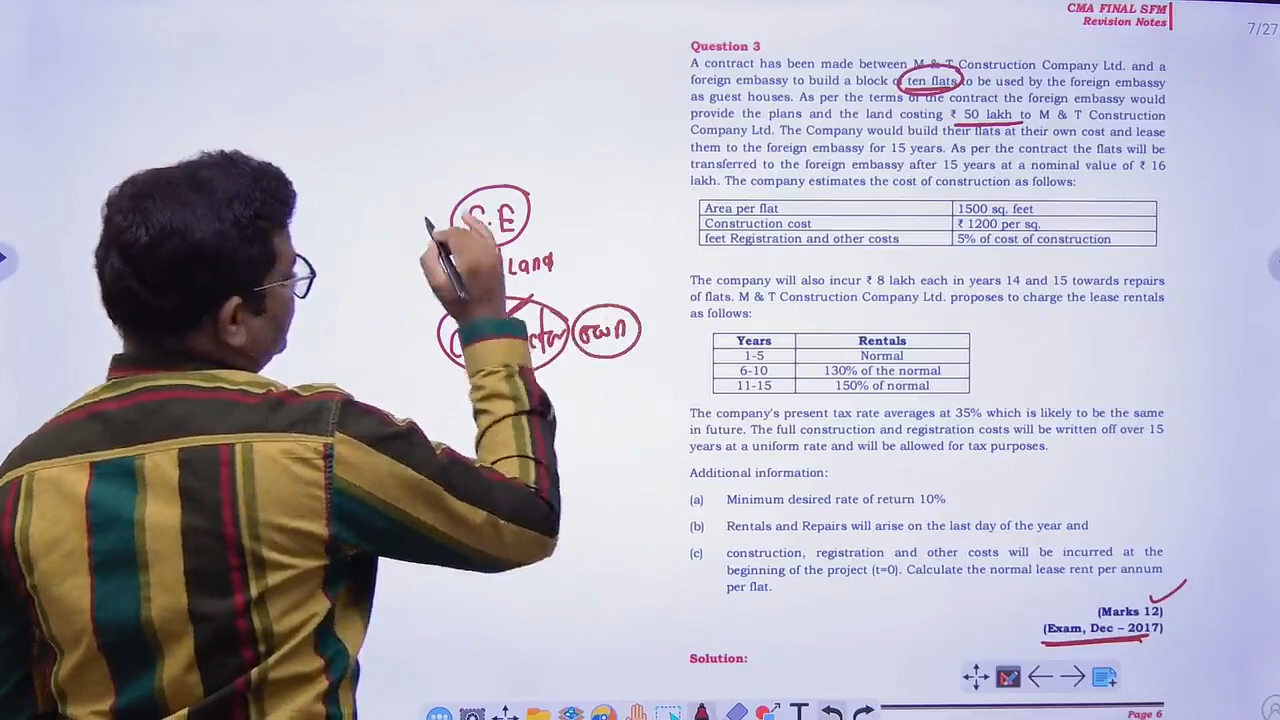 CMA FINAL SFM
Revision Notes
7/27
Question 3
A contract has been made between M & T Construction Company Ltd. and a
foreign embassy to build a block of ten flats to be used by the foreign embassy
as guest houses. As per the terms of the contract the foreign embassy would
provide the plans and the land costing ₹ 50 lakh to M & T Construction
Company Ltd. The Company would build their flats at their own cost and lease
them to the foreign embassy for 15 years. As per the contract the flats will be
transferred to the foreign embassy after 15 years at a nominal value of ₹ 16
lakh. The company estimates the cost of construction as follows:
Area per flat 1500 sq. feet
Construction cost ₹ 1200 per sq.
feet Registration and other costs 5% of cost of construction
The company will also incur ₹ 8 lakh each in years 14 and 15 towards repairs
of flats. M & T Construction Company Ltd. proposes to charge the lease rentals
as follows:
Years Rentals
1-5 Normal
6-10 130% of the normal
11-15 150% of normal
The company's present tax rate averages at 35% which is likely to be the same
in future. The full construction and registration costs will be written off over 15
years at a uniform rate and will be allowed for tax purposes.
Additional information:
(a) Minimum desired rate of return 10%
(b) Rentals and Repairs will arise on the last day of the year and
(c) construction, registration and other costs will be incurred at the
beginning of the project (t=0). Calculate the normal lease rent per annum
per flat.
(Marks 12)
(Exam, Dec – 2017)
Solution:
Page 6
Land
own